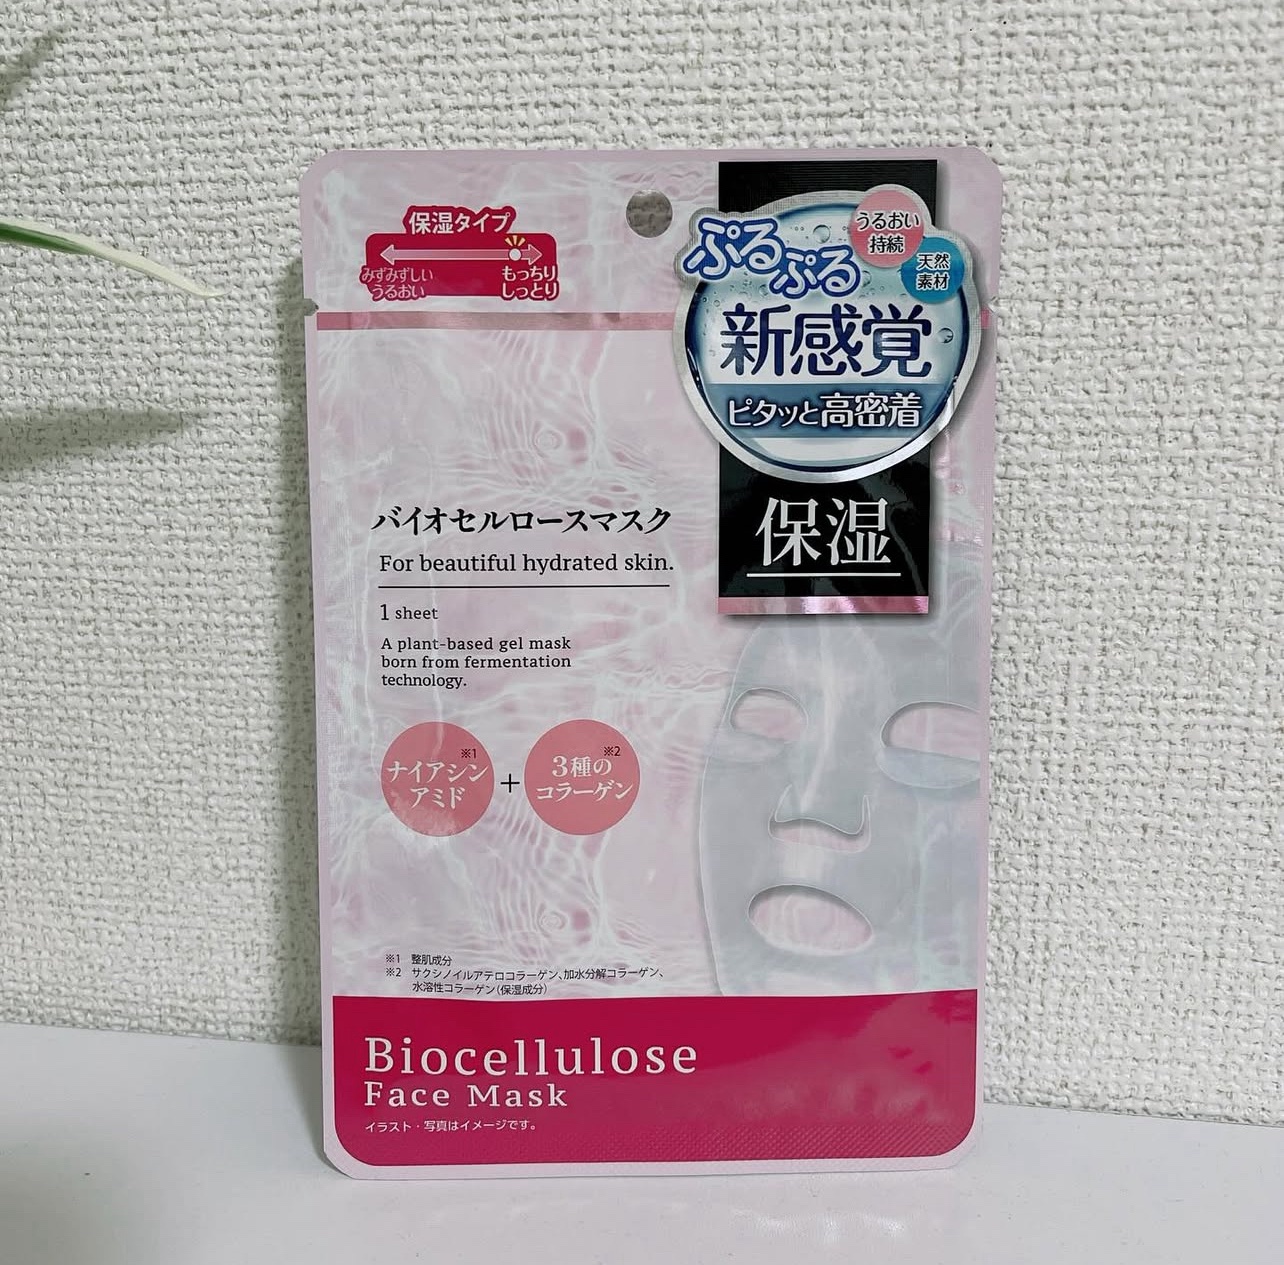 保湿タイプ
みずみずしい
うるおい
もっちり
しっとり
ぷるぷる
うるおい
持続
天然
素材
新感覚
ピタッと高密着
保湿
バイオセルロースマスク
For beautiful hydrated skin.
1 sheet
A plant-based gel mask
born from fermentation
technology.
※1
ナイアシン
アミド
+
※2
3種の
コラーゲン
※1 整肌成分
※2 サクシノイルアテロコラーゲン、加水分解コラーゲン、
水溶性コラーゲン(保湿成分)
Biocellulose
Face Mask
イラスト・写真はイメージです。